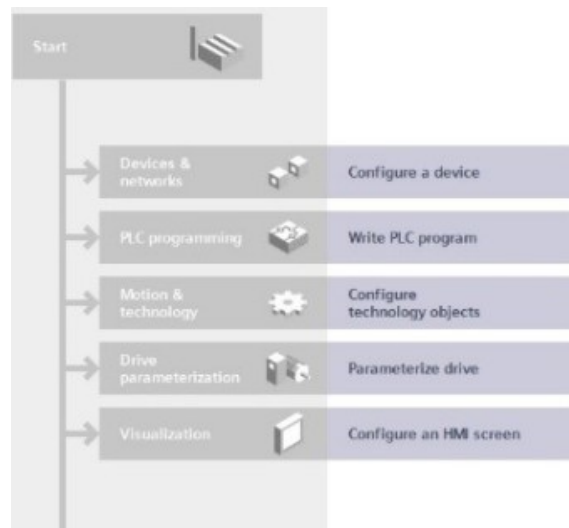 Start
Devices &
networks
Configure a device
PLC programming
Write PLC program
Motion &
technology
Configure
technology objects
Drive
parameterization
Parameterize drive
Visualization
Configure an HMI screen